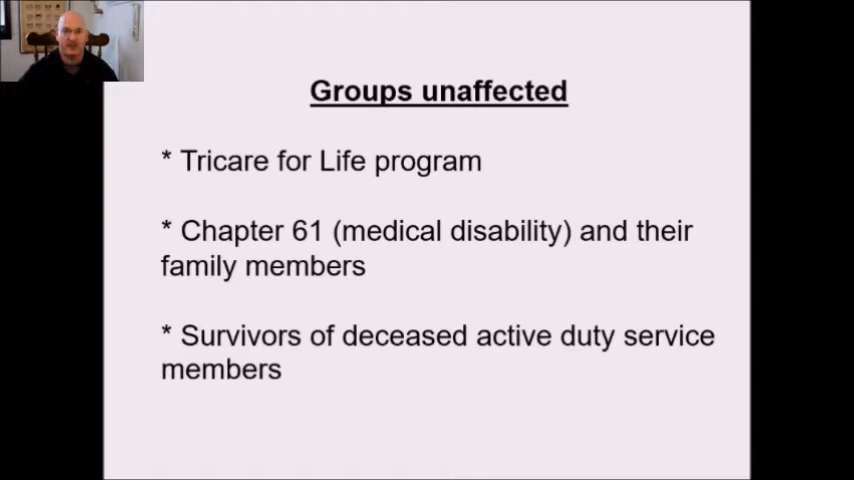 Groups unaffected
* Tricare for Life program
* Chapter 61 (medical disability) and their
family members
* Survivors of deceased active duty service
members